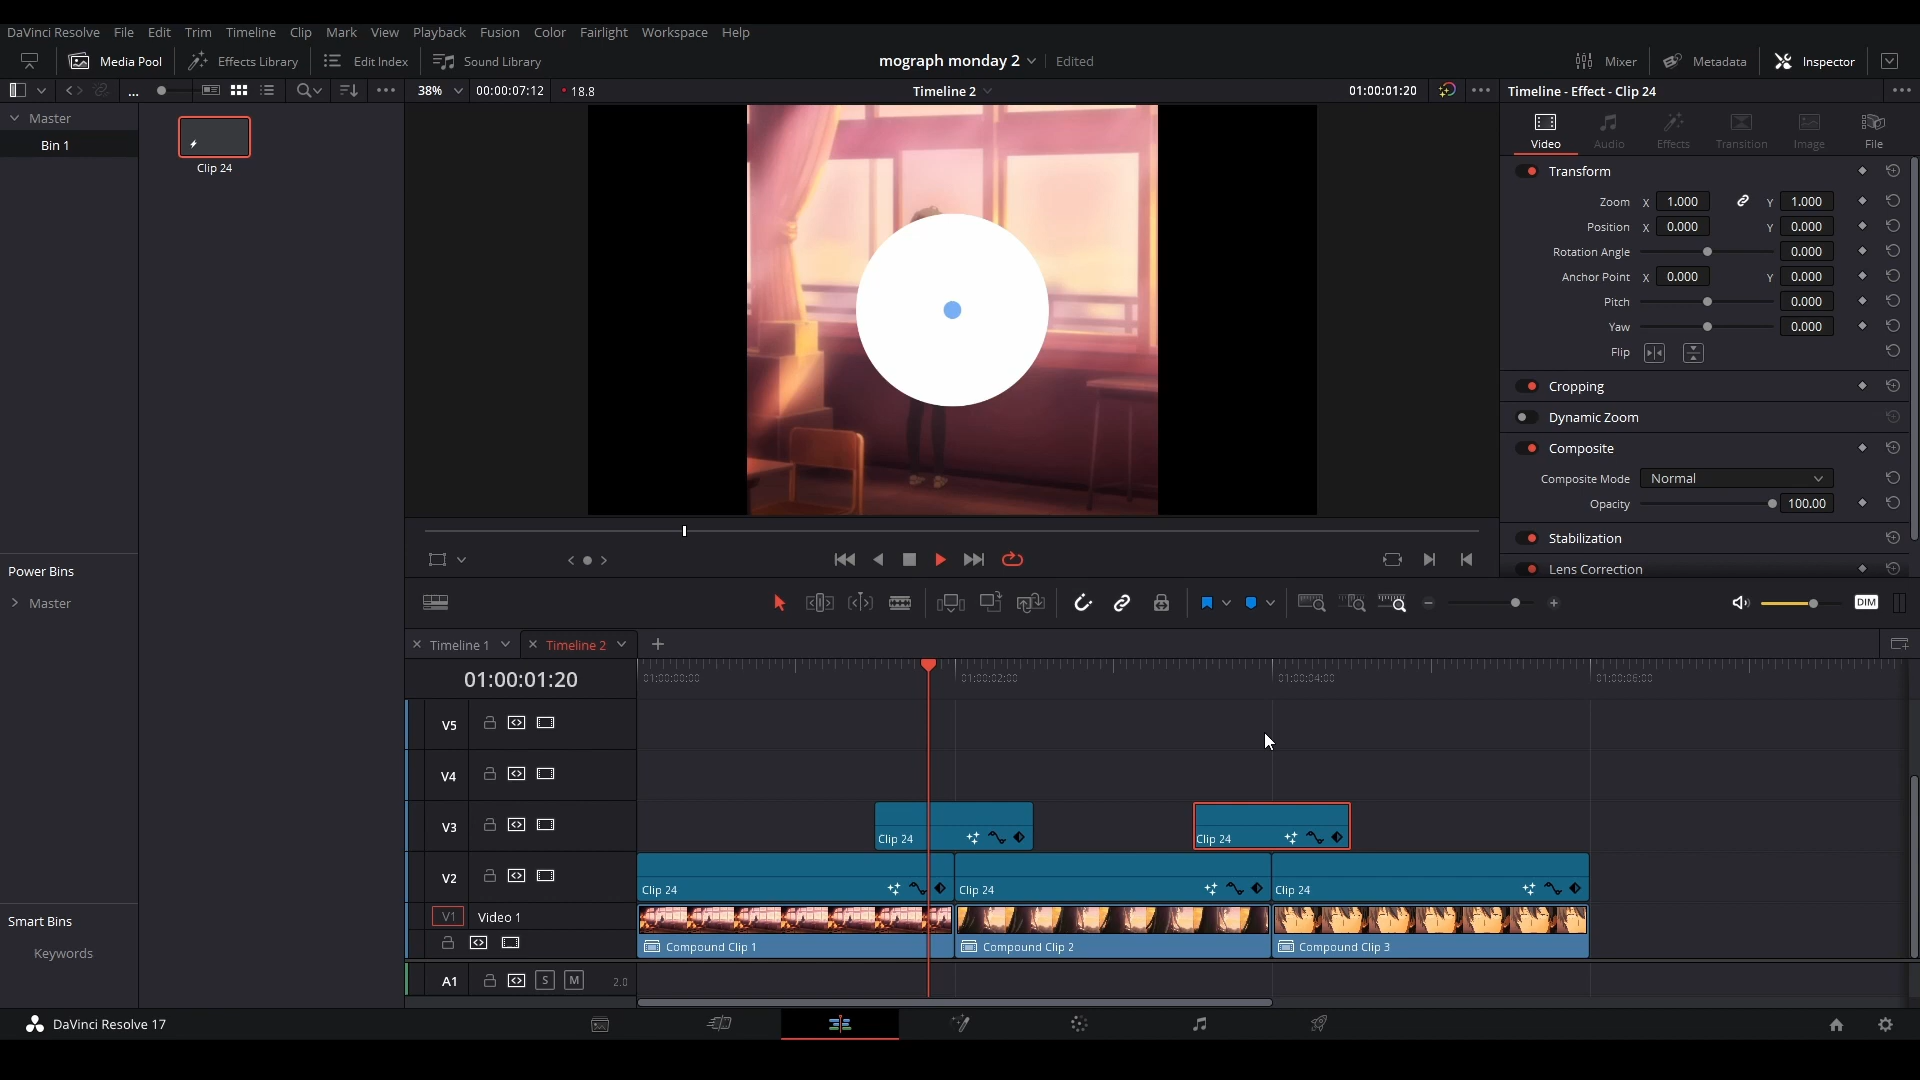 DaVinci Resolve File Edit Trim Timeline Clip Mark View Playback Fusion Color Fairlight Workspace Help
Media Pool Effects Library Edit Index Sound Library mograph monday 2 Edited Mixer Metadata Inspector
... 38% 00:00:07:12 18.8 Timeline 2 01:00:01:20 Timeline - Effect - Clip 24
Master
Bin 1
Clip 24
Video Audio Effects Transition Image File
Transform
Zoom X 1.000 Y 1.000
Position X 0.000 Y 0.000
Rotation Angle 0.000
Anchor Point X 0.000 Y 0.000
Pitch 0.000
Yaw 0.000
Flip
Cropping
Dynamic Zoom
Composite
Composite Mode Normal
Opacity 100.00
Stabilization
Lens Correction
Power Bins
Master
DIM
Timeline 1 Timeline 2
01:00:01:20 01:00:00:00 01:00:02:00 01:00:04:00 01:00:06:00
V5
V4
V3 Clip 24 Clip 24
V2 Clip 24 Clip 24 Clip 24
V1 Video 1
Compound Clip 1 Compound Clip 2 Compound Clip 3
A1 S M 2.0
Smart Bins
Keywords
DaVinci Resolve 17